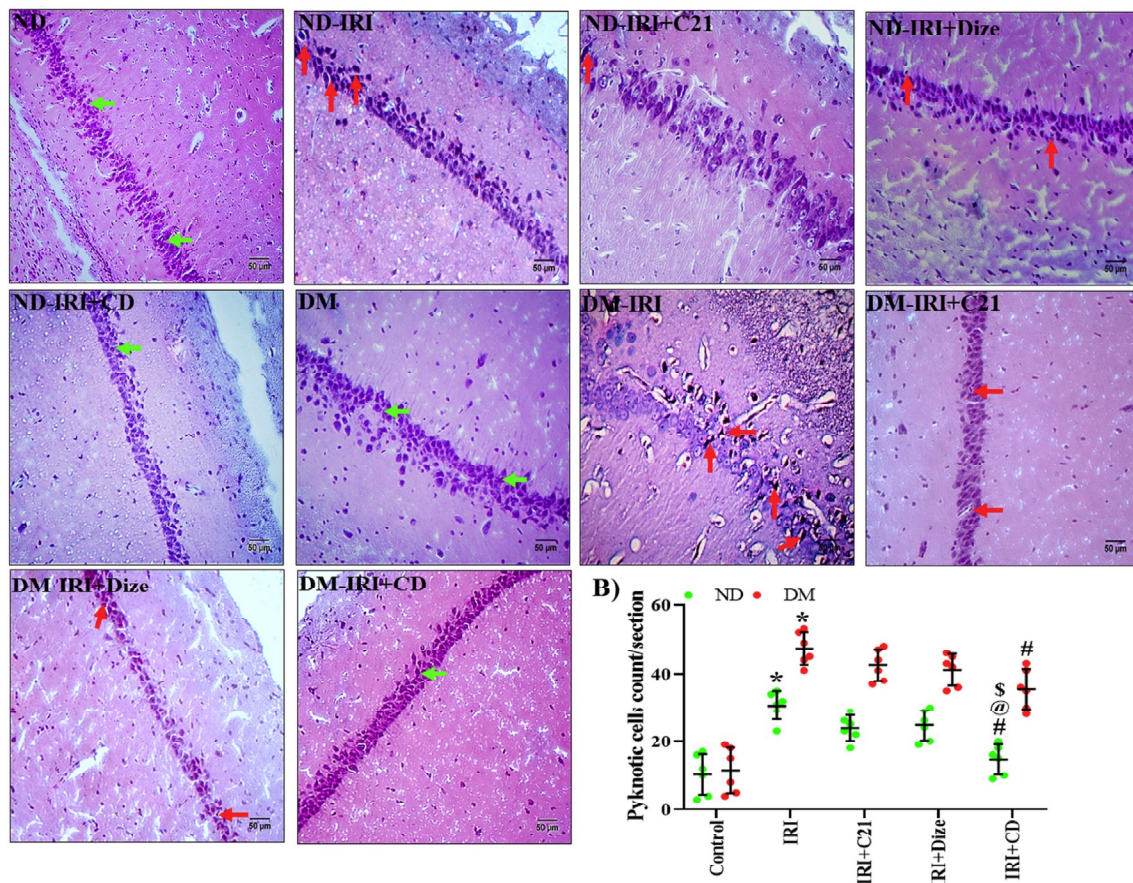 ND
ND-IRI
ND-IRI+C21
ND-IRI+Dize
50 µm
50 µm
50 µm
50 µm
ND-IRI+CD
DM
DM-IRI
DM-IRI+C21
50 µm
50 µm
50 µm
50 µm
DM IRI+Dize
DM-IRI+CD
50 µm
50 µm
B)
ND DM
Pyknotic cells count/section
60
40
20
0
*
*
$
@
#
#
Control
IRI
IRI+C21
IRI+Dize
IRI+CD